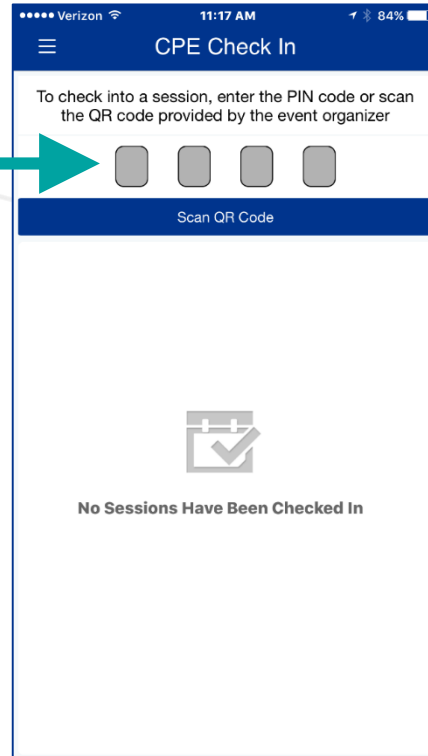 Verizon 11:17 AM 84%
CPE Check In
To check into a session, enter the PIN code or scan
the QR code provided by the event organizer
Scan QR Code
No Sessions Have Been Checked In